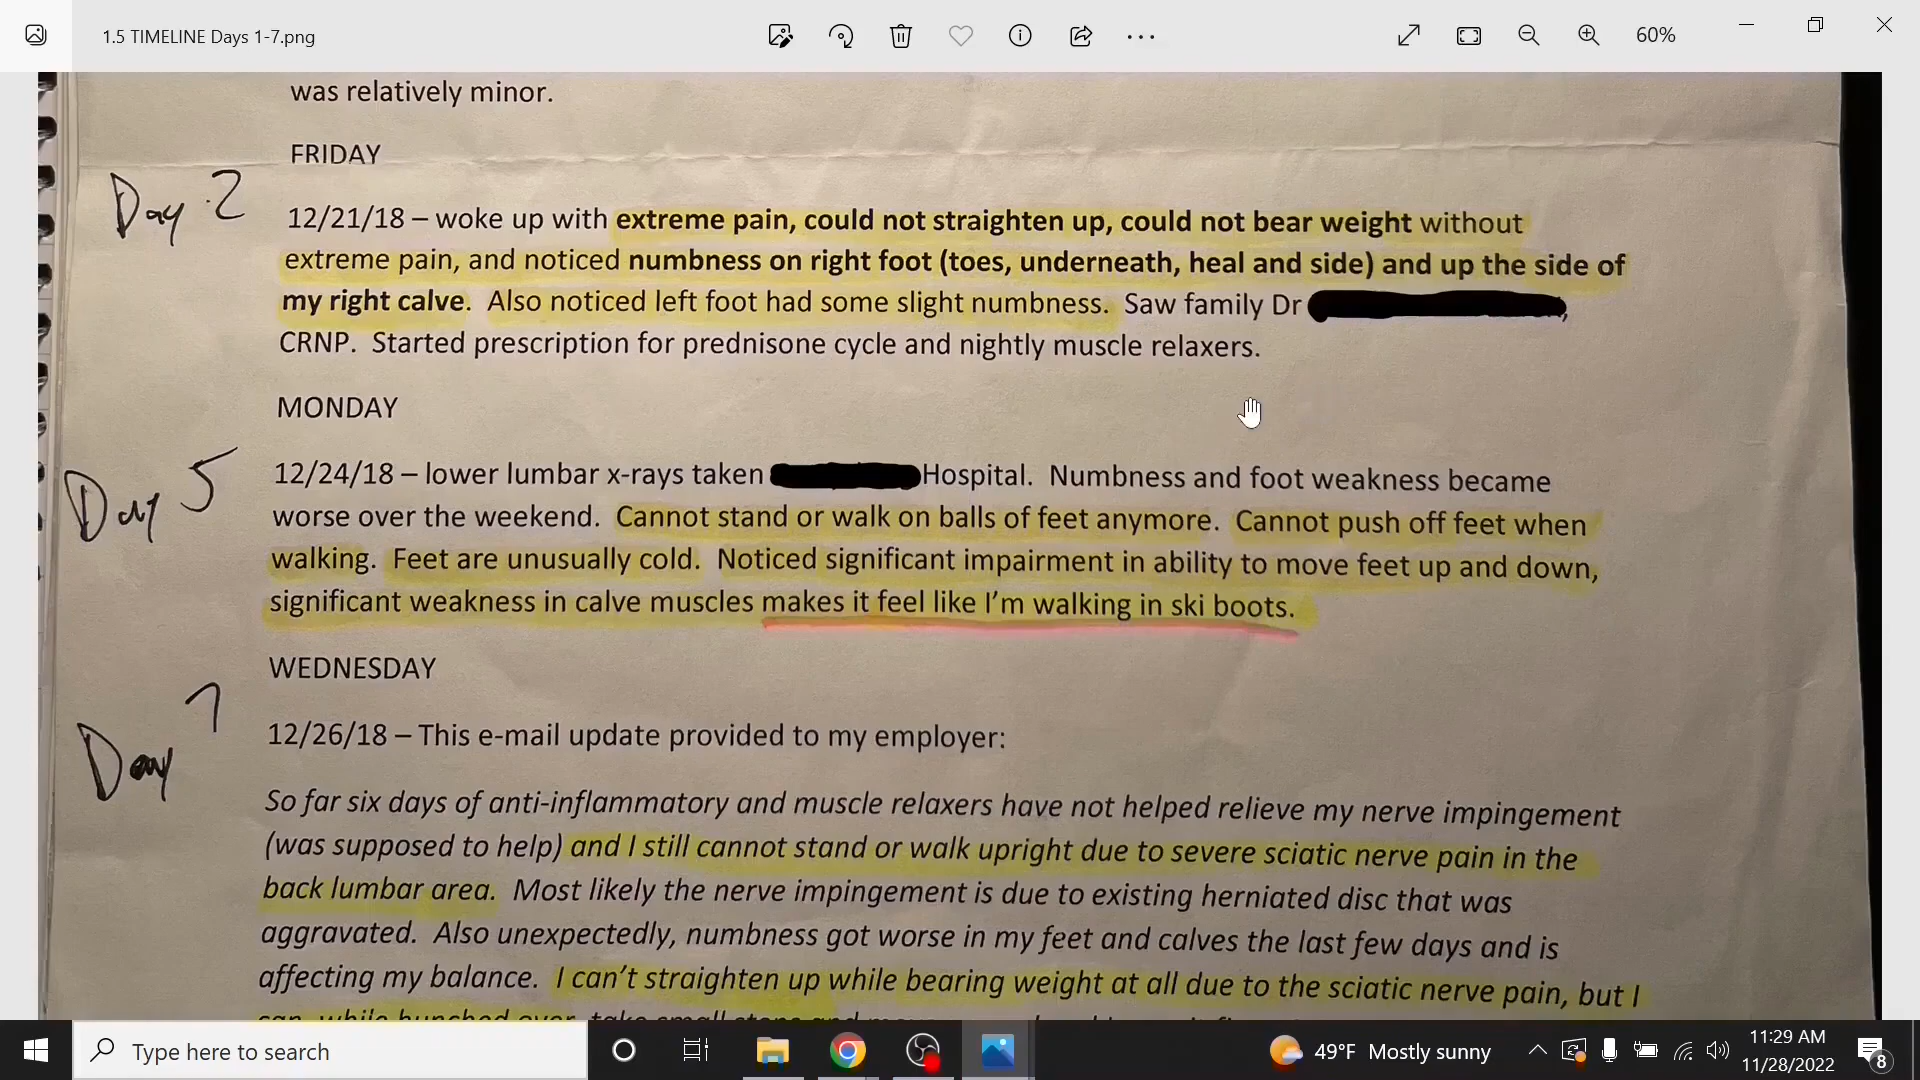 1.5 TIMELINE Days 1-7.png
60%
was relatively minor.
FRIDAY
Day 2
12/21/18 – woke up with extreme pain, could not straighten up, could not bear weight without
extreme pain, and noticed numbness on right foot (toes, underneath, heal and side) and up the side of
my right calve. Also noticed left foot had some slight numbness. Saw family Dr
CRNP. Started prescription for prednisone cycle and nightly muscle relaxers.
MONDAY
Day 5
12/24/18 – lower lumbar x-rays taken Hospital. Numbness and foot weakness became
worse over the weekend. Cannot stand or walk on balls of feet anymore. Cannot push off feet when
walking. Feet are unusually cold. Noticed significant impairment in ability to move feet up and down,
significant weakness in calve muscles makes it feel like I'm walking in ski boots.
WEDNESDAY
Day 7
12/26/18 – This e-mail update provided to my employer:
So far six days of anti-inflammatory and muscle relaxers have not helped relieve my nerve impingement
(was supposed to help) and I still cannot stand or walk upright due to severe sciatic nerve pain in the
back lumbar area. Most likely the nerve impingement is due to existing herniated disc that was
aggravated. Also unexpectedly, numbness got worse in my feet and calves the last few days and is
affecting my balance. I can't straighten up while bearing weight at all due to the sciatic nerve pain, but I
can, while hunched over, take small steps and
Type here to search
49°F Mostly sunny
11:29 AM
11/28/2022
8